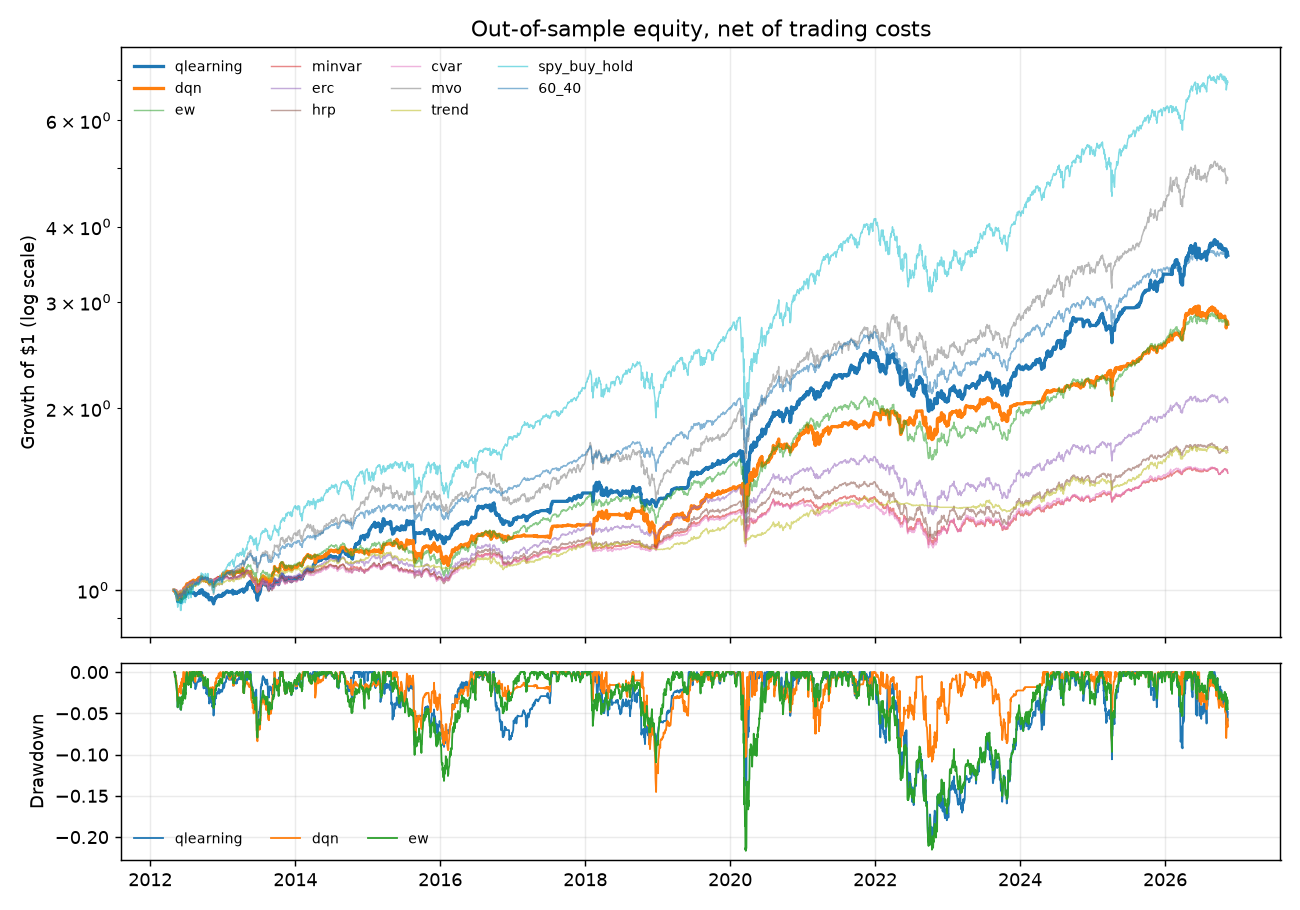 Out-of-sample equity, net of trading costs
qlearning minvar cvar spy_buy_hold
dqn erc mvo 60_40
ew hrp trend
6 × 10⁰
4 × 10⁰
3 × 10⁰
2 × 10⁰
10⁰
Growth of $1 (log scale)
0.00
−0.05
−0.10
−0.15
−0.20
Drawdown
qlearning dqn ew
2012 2014 2016 2018 2020 2022 2024 2026